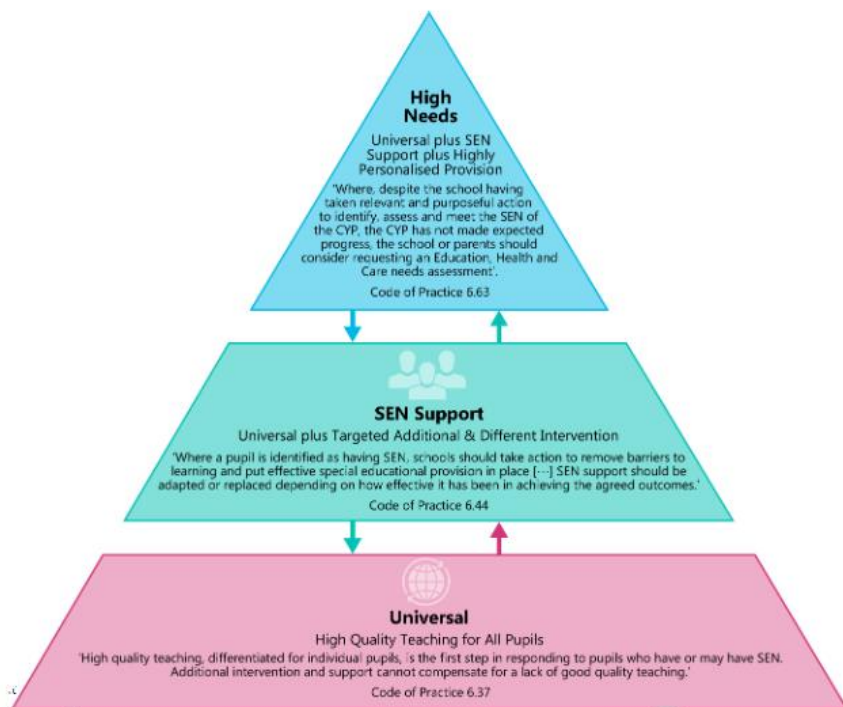 High
Needs
Universal plus SEN
Support plus Highly
Personalised Provision
'Where, despite the school having
taken relevant and purposeful action
to identify, assess and meet the SEN of
the CYP, the CYP has not made expected
progress, the school or parents should
consider requesting an Education, Health and
Care needs assessment'.
Code of Practice 6.63
SEN Support
Universal plus Targeted Additional & Different Intervention
'Where a pupil is identified as having SEN, schools should take action to remove barriers to
learning and put effective special educational provision in place [...] SEN support should be
adapted or replaced depending on how effective it has been in achieving the agreed outcomes.'
Code of Practice 6.44
Universal
High Quality Teaching for All Pupils
'High quality teaching, differentiated for individual pupils, is the first step in responding to pupils who have or may have SEN.
Additional intervention and support cannot compensate for a lack of good quality teaching.'
Code of Practice 6.37